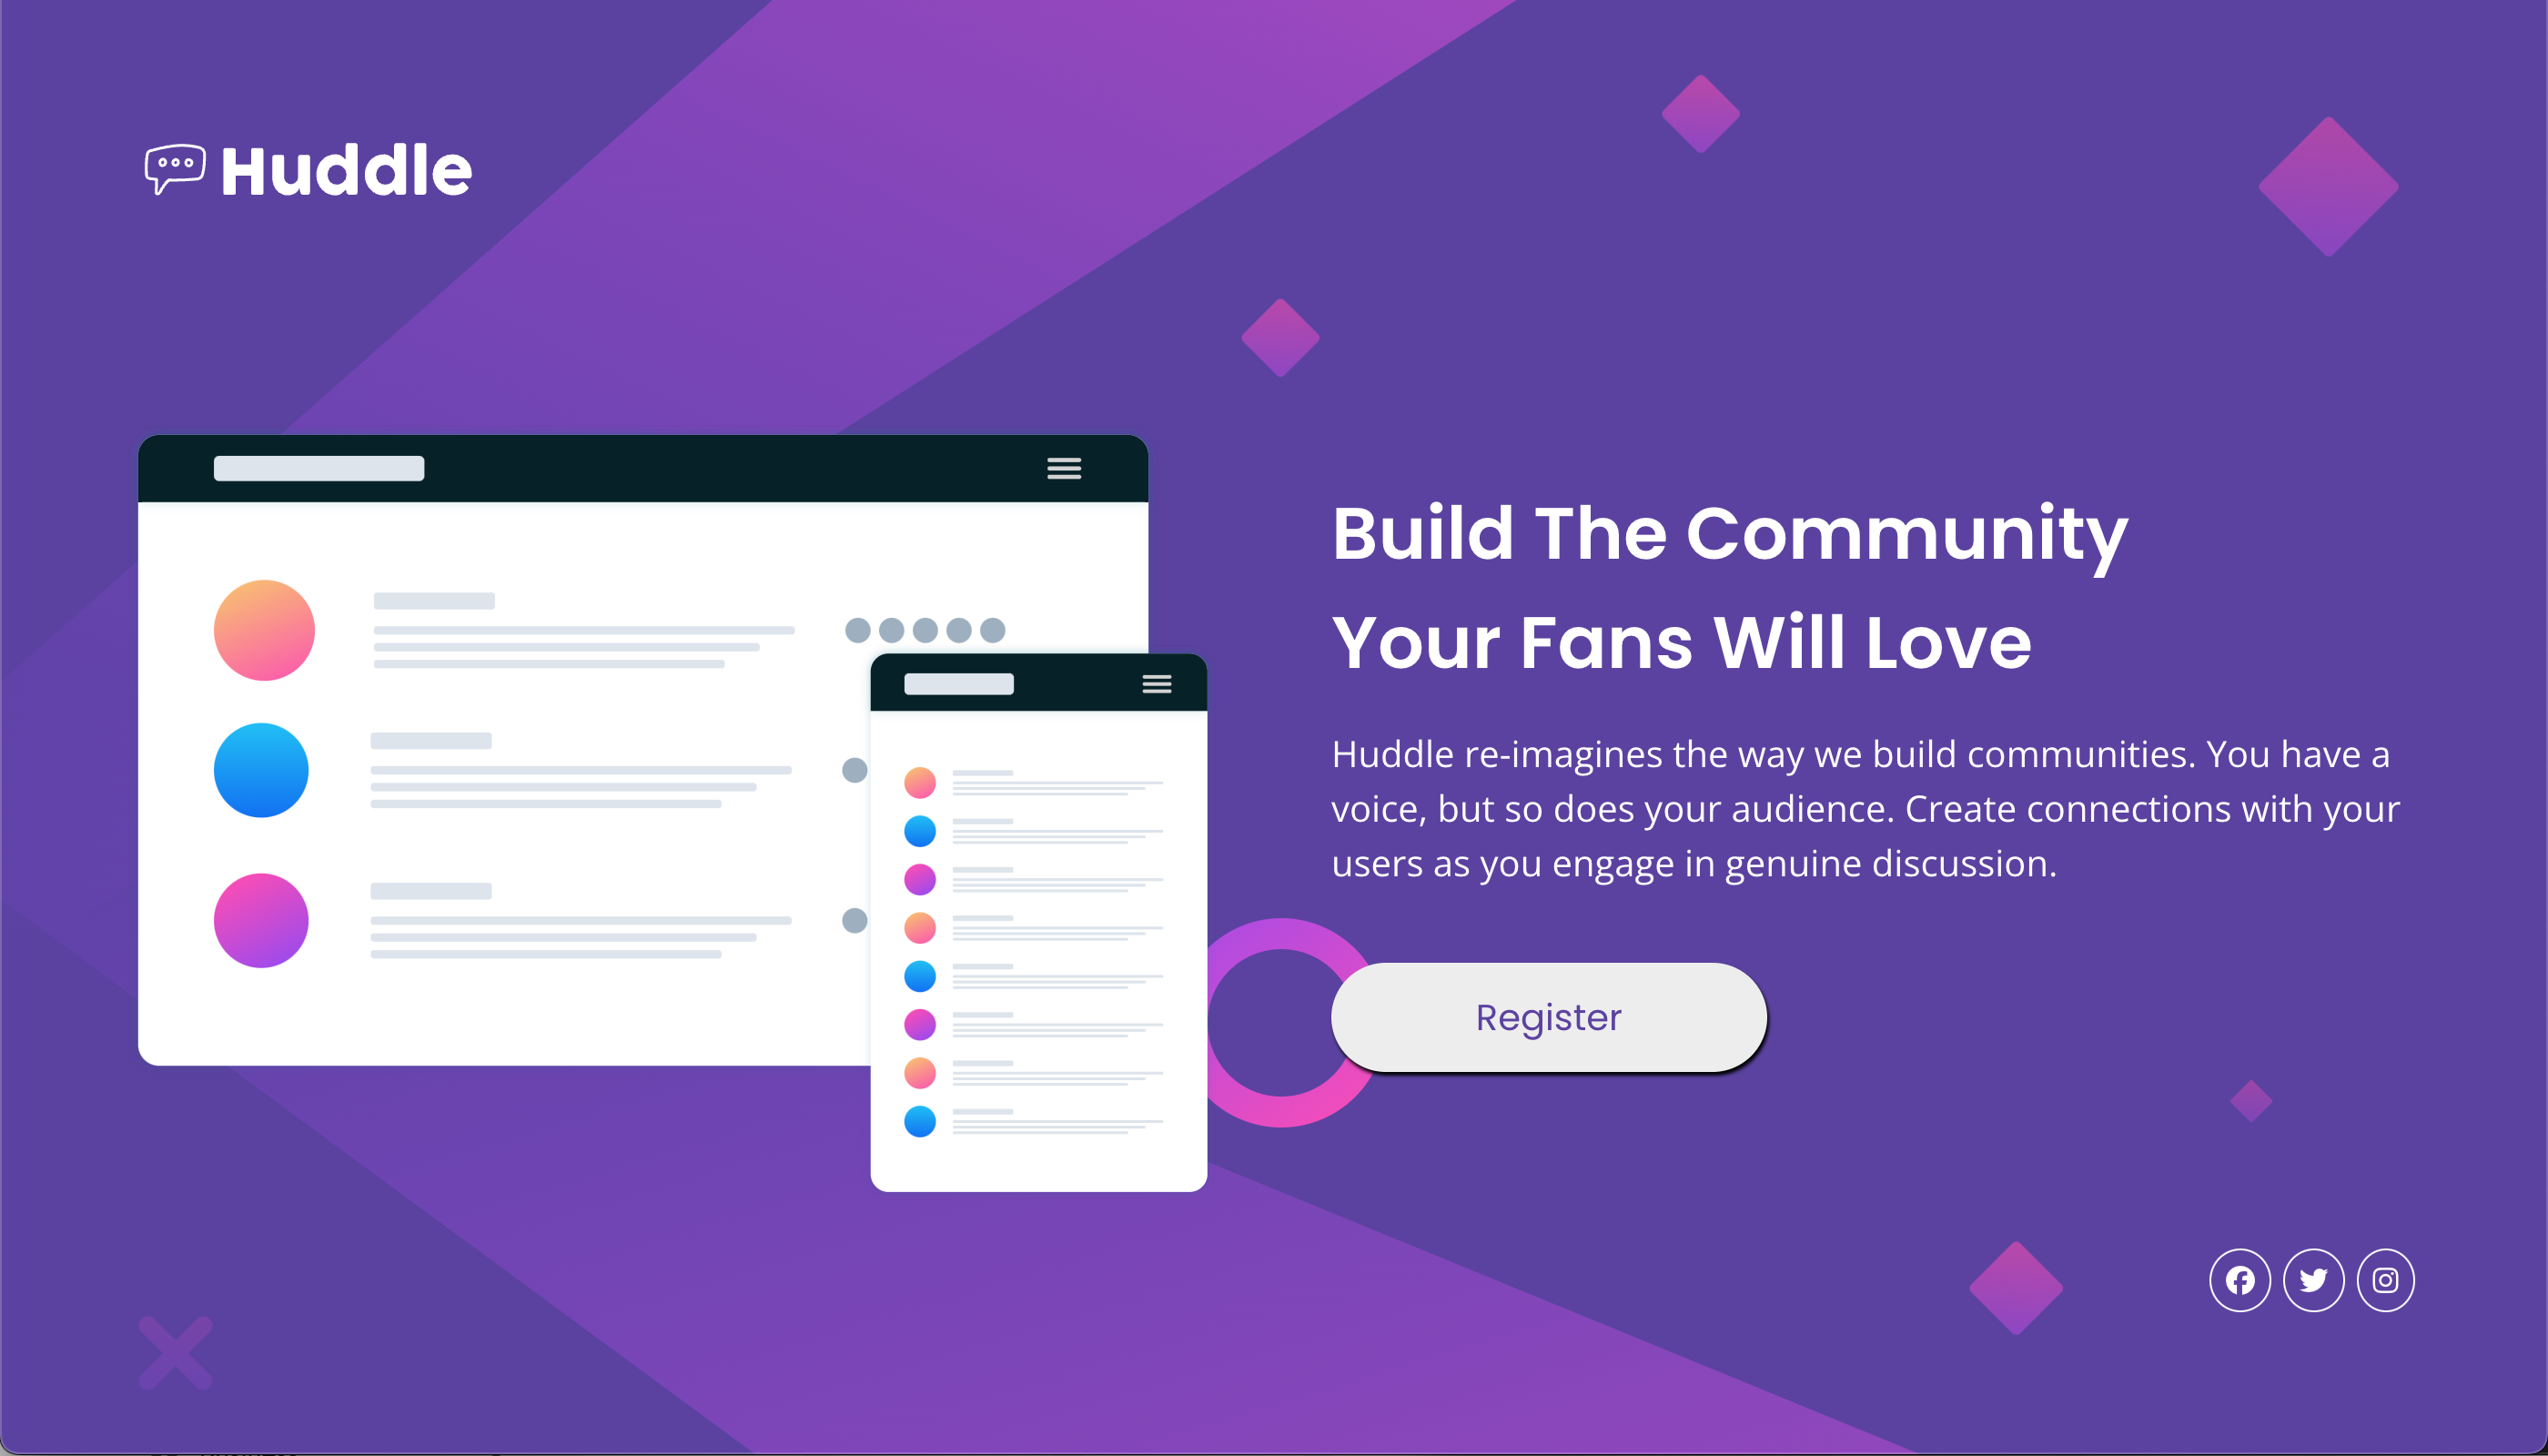 Huddle
Build The Community
Your Fans Will Love
Huddle re-imagines the way we build communities. You have a
voice, but so does your audience. Create connections with your
users as you engage in genuine discussion.
Register